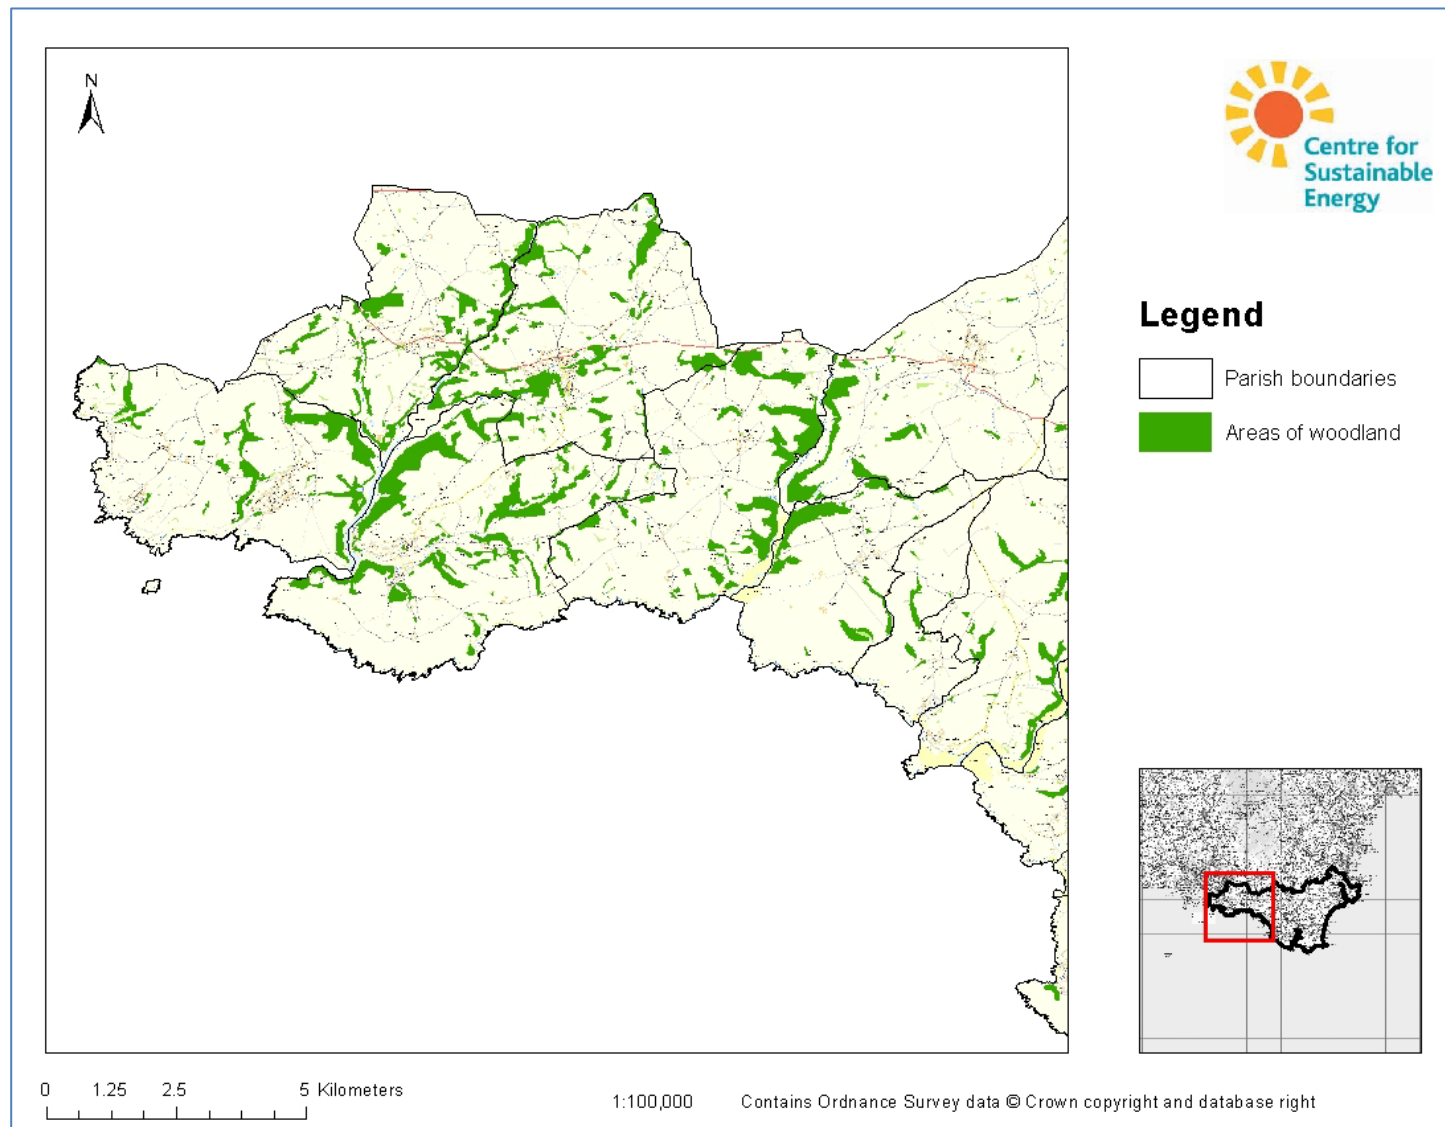 N
Centre for
Sustainable
Energy
Legend
Parish boundaries
Areas of woodland
0 1.25 2.5 5 Kilometers
1:100,000 Contains Ordnance Survey data © Crown copyright and database right